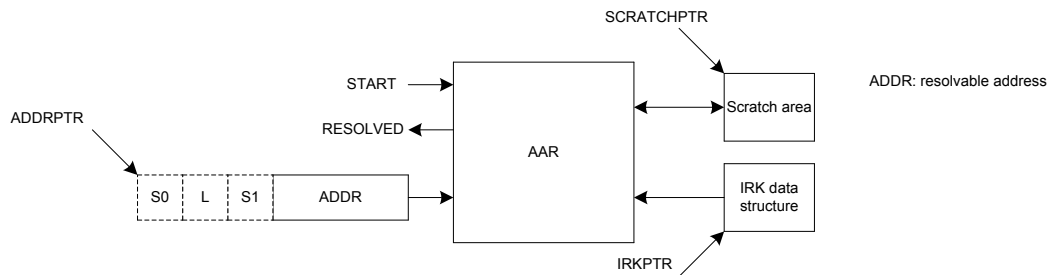 SCRATCHPTR
START
ADDR: resolvable address
Scratch area
ADDRPTR
RESOLVED
AAR
S0
L
S1
ADDR
IRK data
structure
IRKPTR